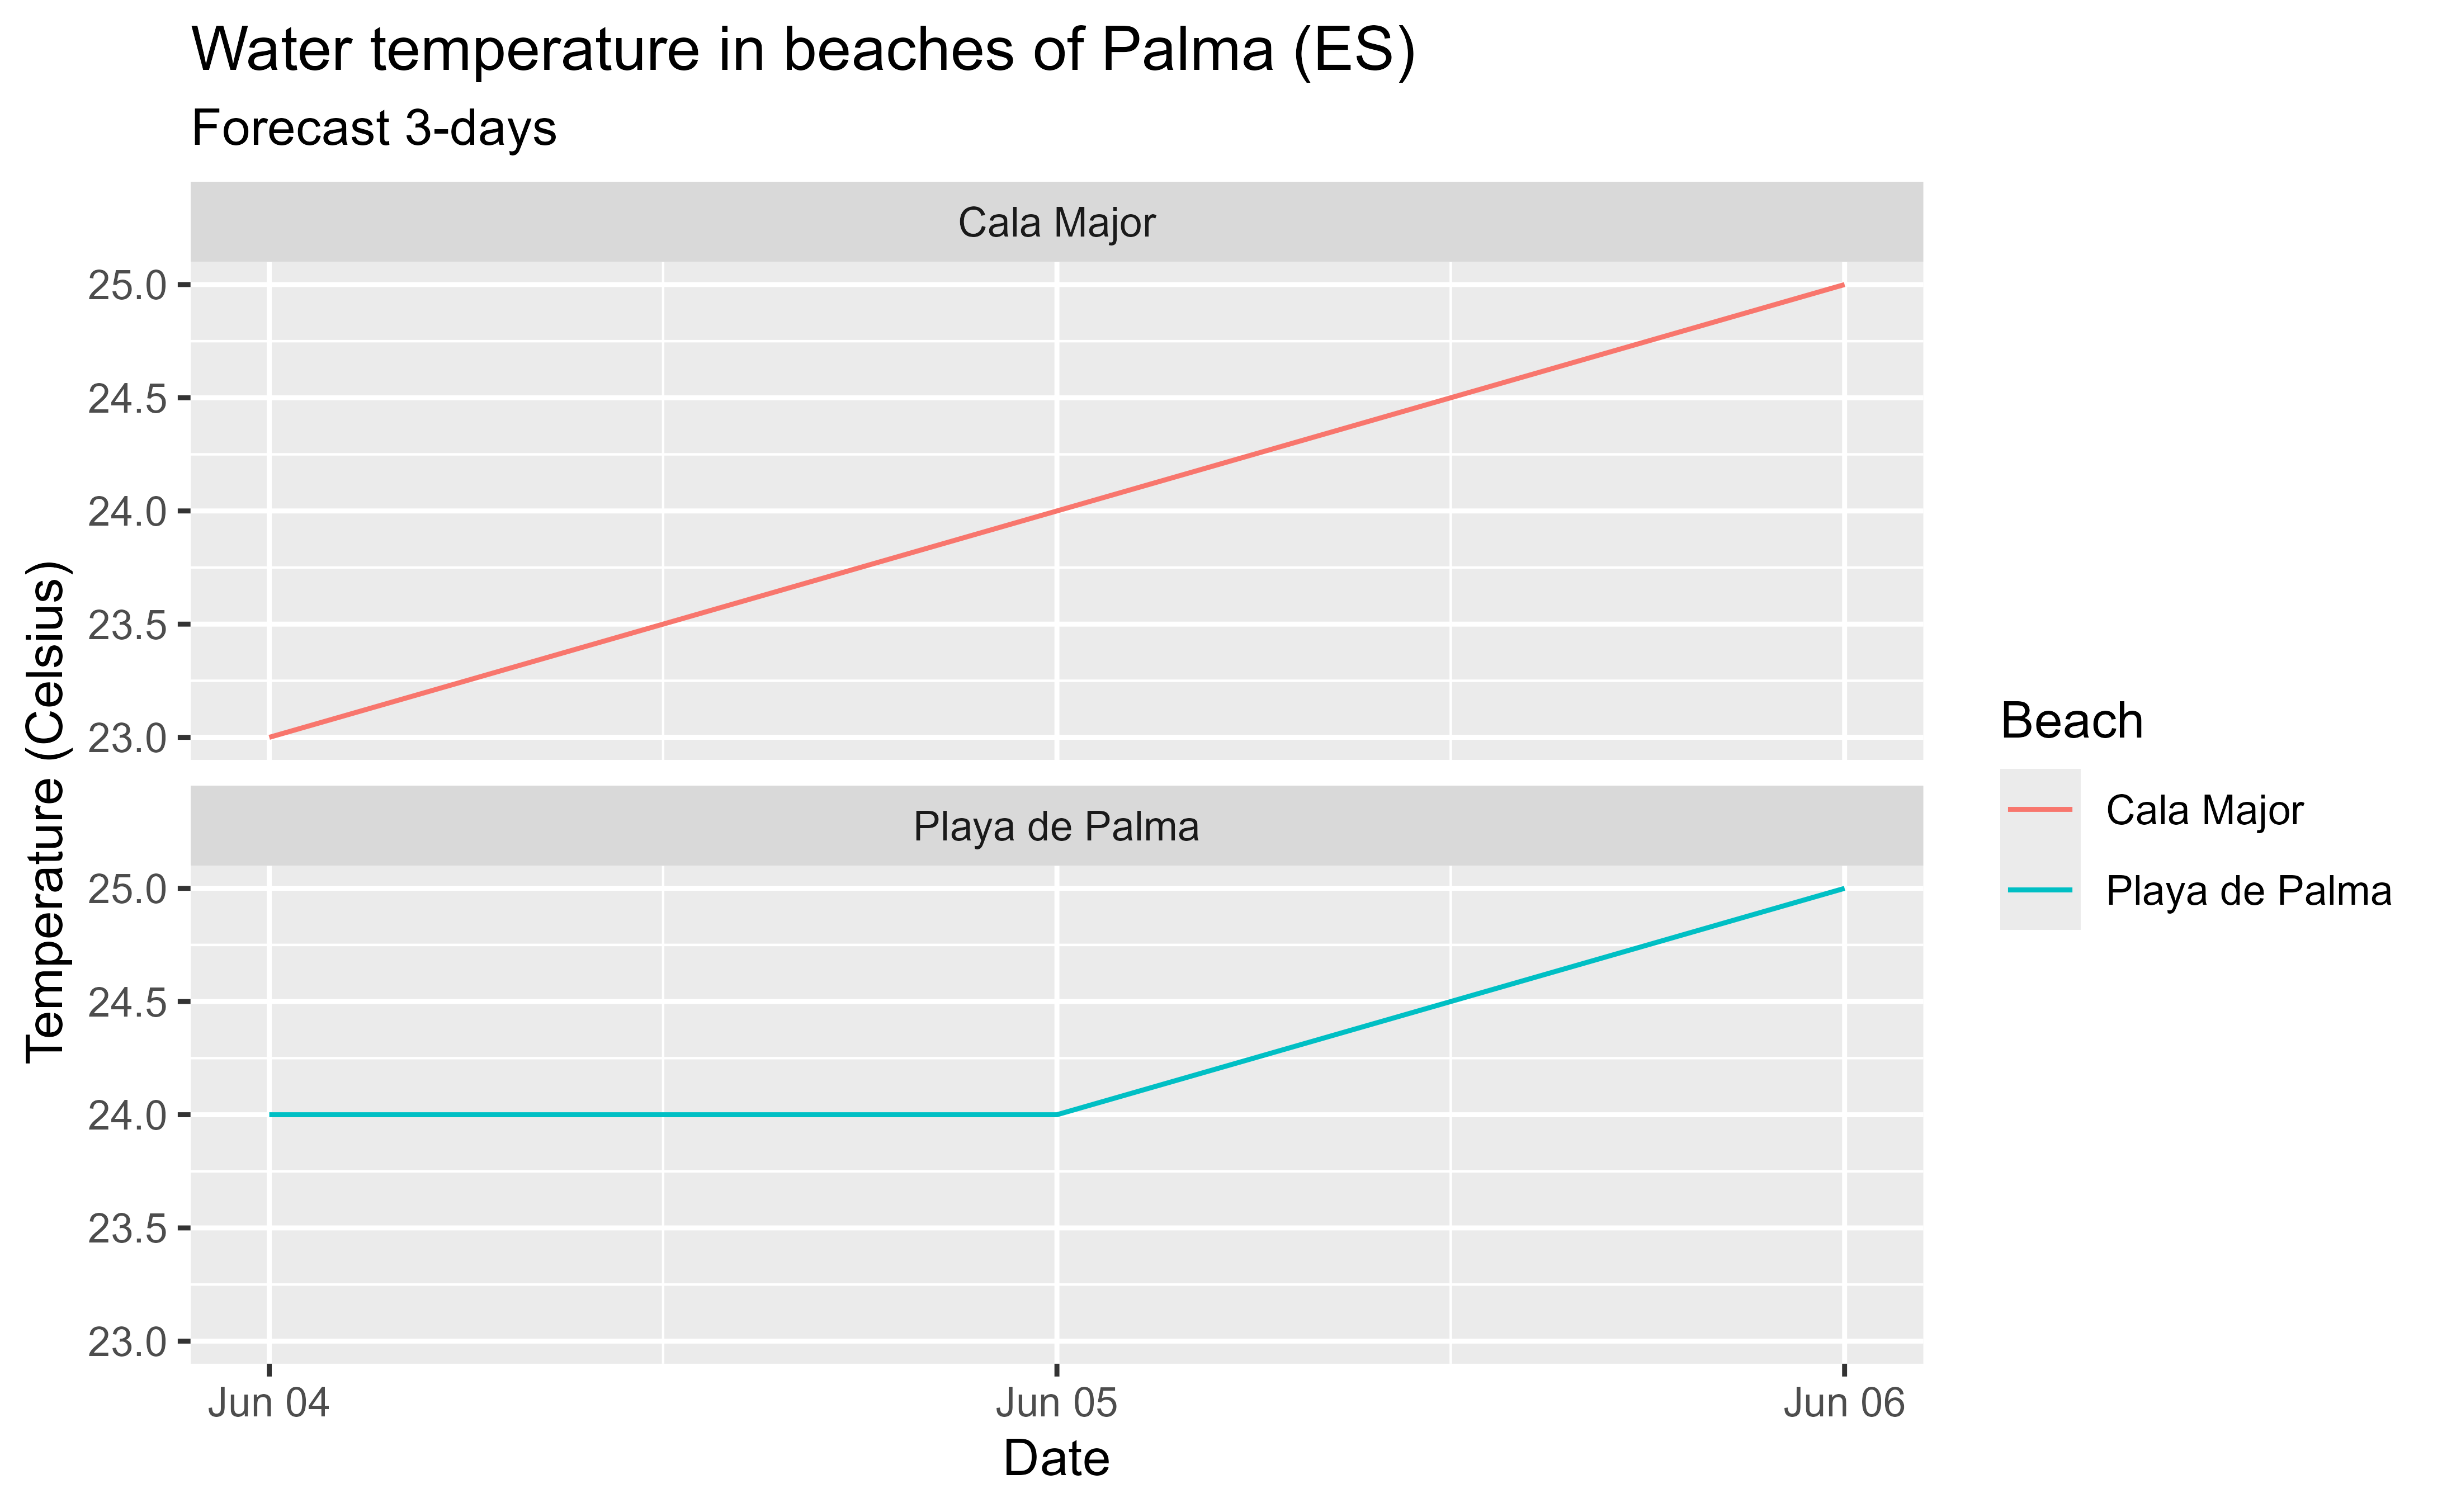 Water temperature in beaches of Palma (ES)
Forecast 3-days
Cala Major
25.0
24.5
24.0
23.5
23.0
Playa de Palma
25.0
24.5
24.0
23.5
23.0
Jun 04
Jun 05
Jun 06
Date
Temperature (Celsius)
Beach
Cala Major
Playa de Palma